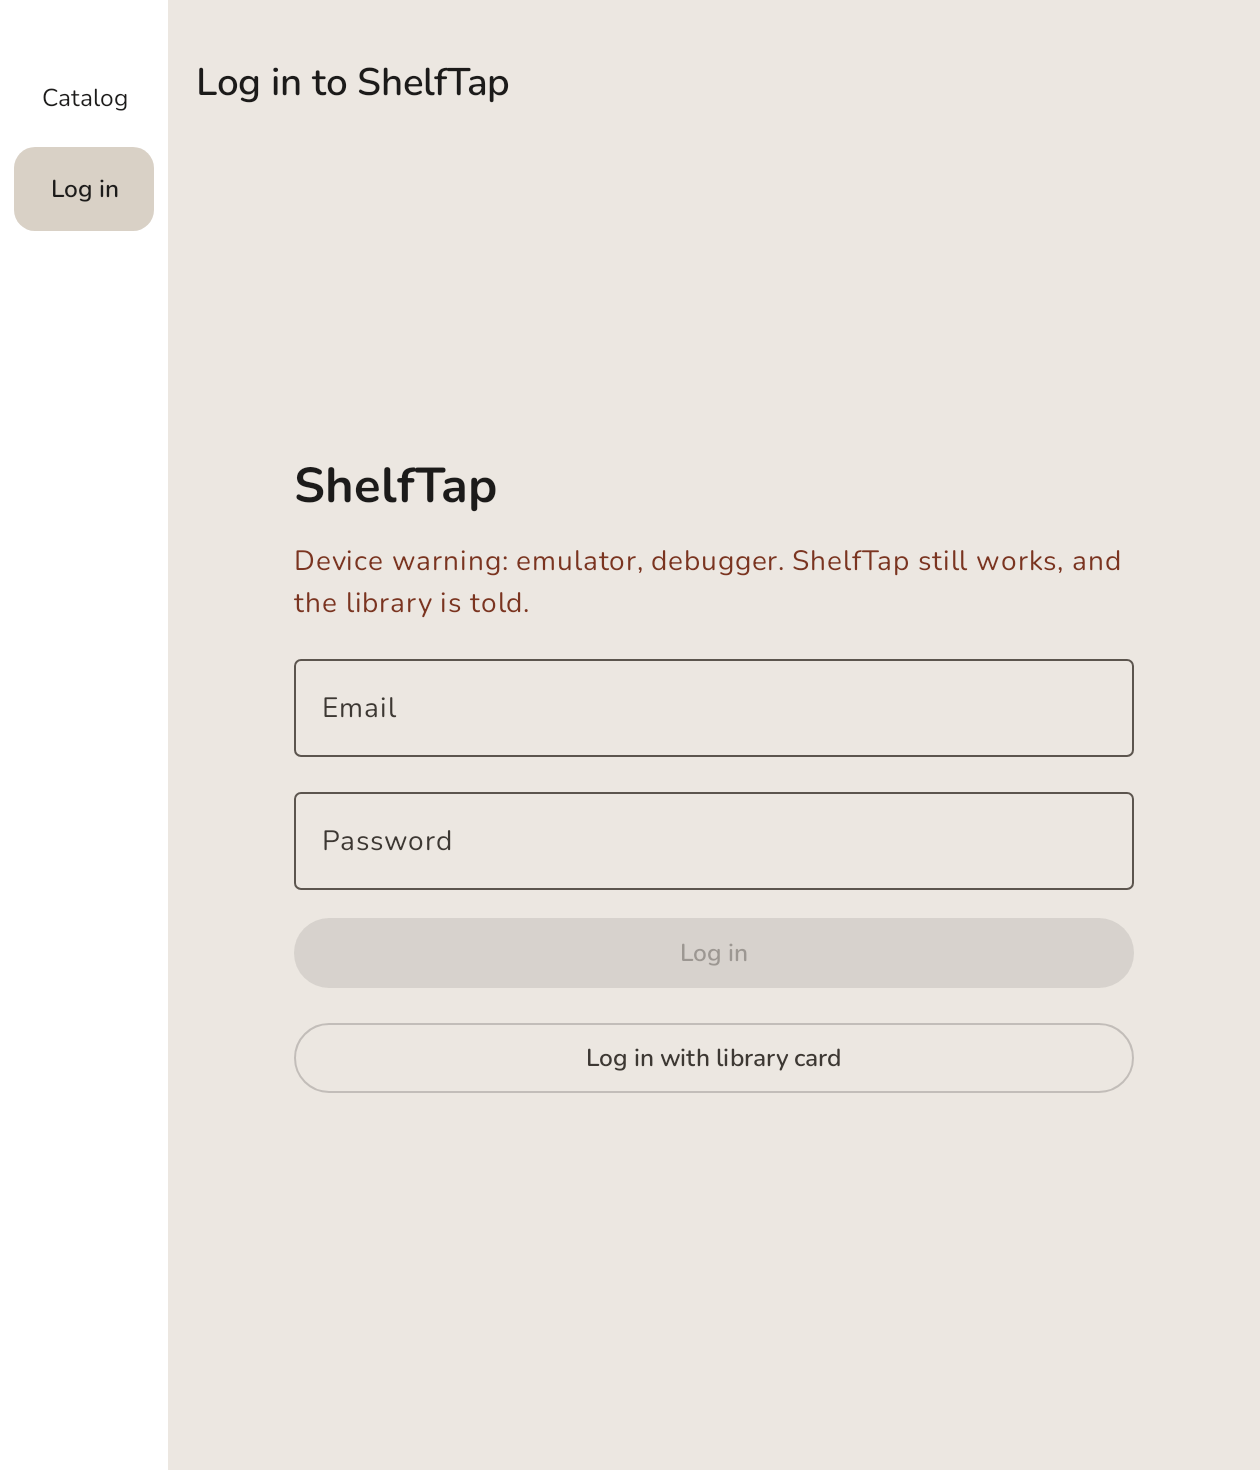 Catalog
Log in
Log in to ShelfTap
ShelfTap
Device warning: emulator, debugger. ShelfTap still works, and
the library is told.
Email
Password
Log in
Log in with library card